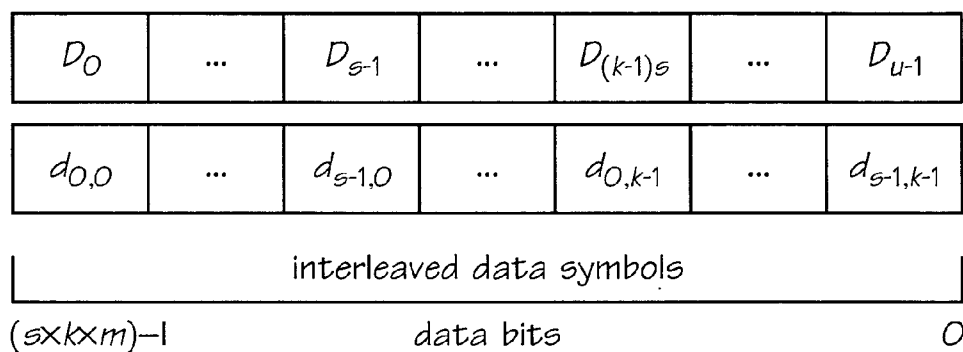 D₀ ... Dₛ₋₁ ... D₍ₖ₋₁₎ₛ ... Dᵤ₋₁
d₀,₀ ... dₛ₋₁,₀ ... d₀,ₖ₋₁ ... dₛ₋₁,ₖ₋₁
interleaved data symbols
(s×k×m)–1 data bits 0